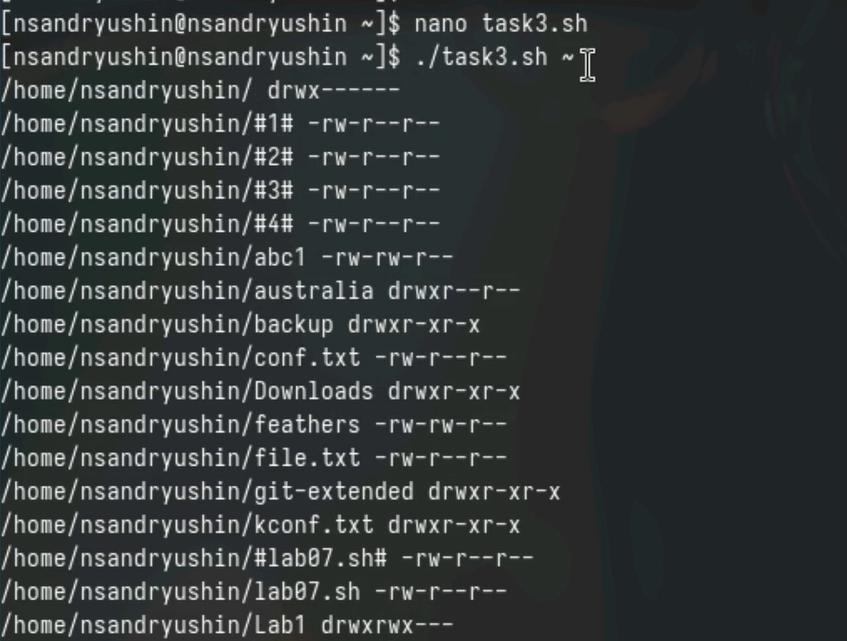 [nsandryushin@nsandryushin ~]$ nano task3.sh
[nsandryushin@nsandryushin ~]$ ./task3.sh ~
/home/nsandryushin/ drwx------
/home/nsandryushin/#1# -rw-r--r--
/home/nsandryushin/#2# -rw-r--r--
/home/nsandryushin/#3# -rw-r--r--
/home/nsandryushin/#4# -rw-r--r--
/home/nsandryushin/abc1 -rw-rw-r--
/home/nsandryushin/australia drwxr--r--
/home/nsandryushin/backup drwxr-xr-x
/home/nsandryushin/conf.txt -rw-r--r--
/home/nsandryushin/Downloads drwxr-xr-x
/home/nsandryushin/feathers -rw-rw-r--
/home/nsandryushin/file.txt -rw-r--r--
/home/nsandryushin/git-extended drwxr-xr-x
/home/nsandryushin/kconf.txt drwxr-xr-x
/home/nsandryushin/#lab07.sh# -rw-r--r--
/home/nsandryushin/lab07.sh -rw-r--r--
/home/nsandryushin/Lab1 drwxrwx---